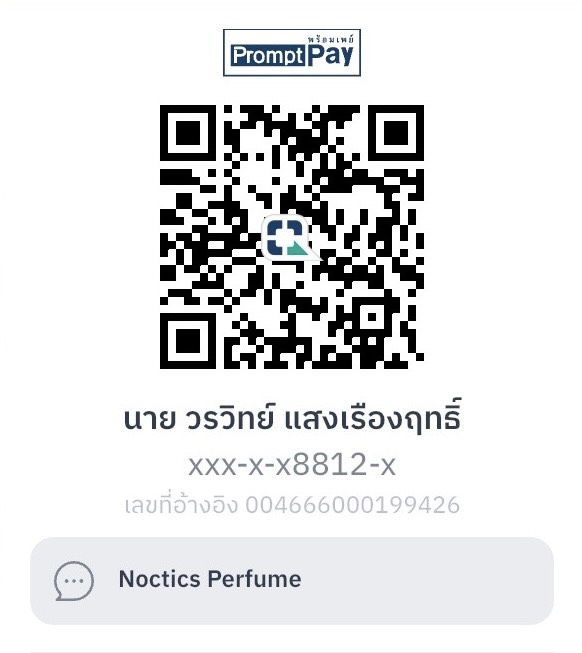 พร้อมเพย์
PromptPay
นาย วรวิทย์ แสงเรืองฤทธิ์
xxx-x-x8812-x
เลขที่อ้างอิง 004666000199426
Noctics Perfume